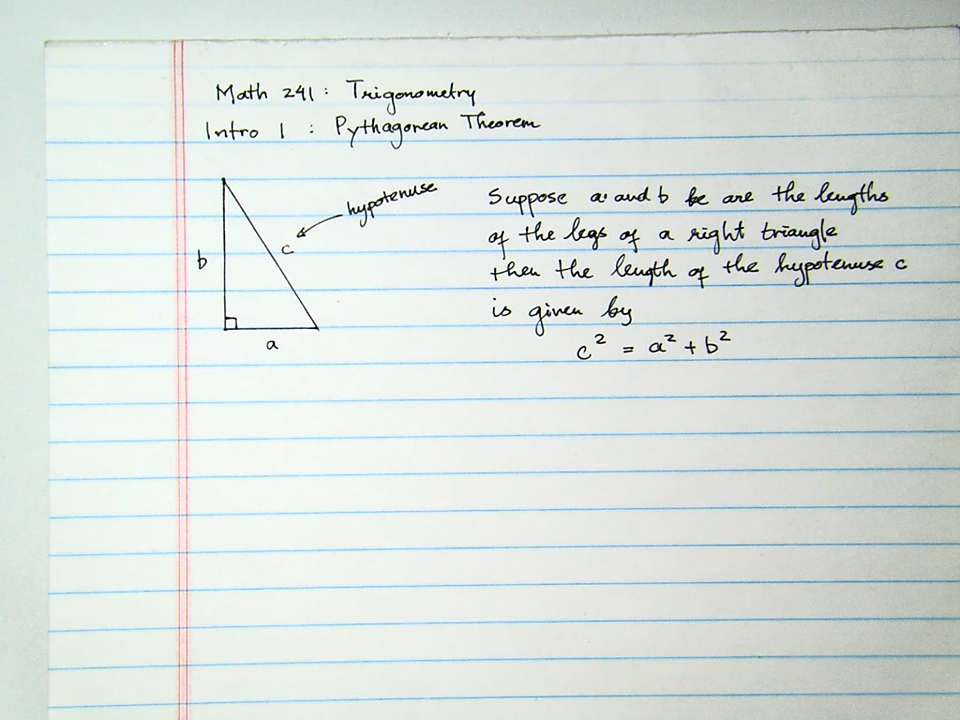 Math 241 : Trigonometry
Intro 1 : Pythagorean Theorem
hypotenuse
c
b
a
Suppose a and b be are the lengths
of the legs of a right triangle
then the length of the hypotenuse c
is given by
c² = a² + b²